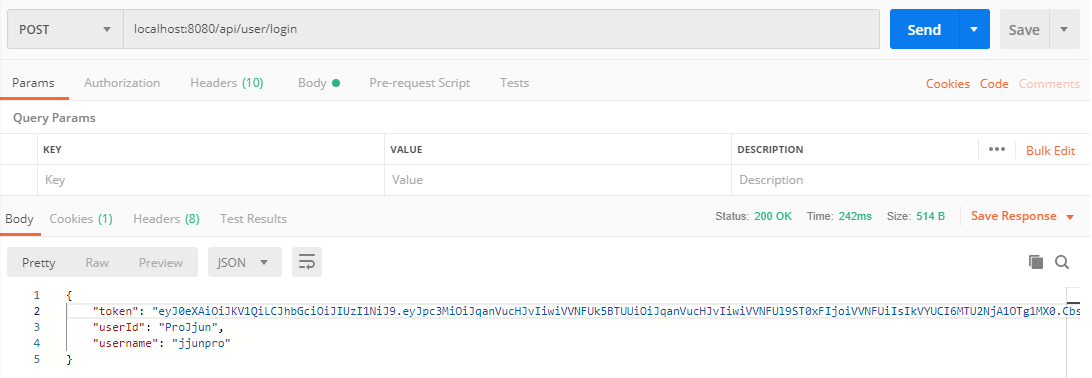 POST localhost:8080/api/user/login Send Save
Params Authorization Headers (10) Body Pre-request Script Tests Cookies Code Comments
Query Params
KEY VALUE DESCRIPTION ••• Bulk Edit
Key Value Description
Body Cookies (1) Headers (8) Test Results Status: 200 OK Time: 242ms Size: 514 B Save Response
Pretty Raw Preview JSON
1 {
2 "token": "eyJ0eXAiOiJKV1QiLCJhbGciOiJIUzI1NiJ9.eyJpc3MiOiJqanVucHJvIiwiVVNFUk5BTUUiOiJqanVucHJvIiwiVVNFUl9ST0xFIjoiVVNFUiIsIkVYUCI6MTU2NjA1OTg1MX0.Cbs
3 "userId": "ProJjun",
4 "username": "jjunpro"
5 }